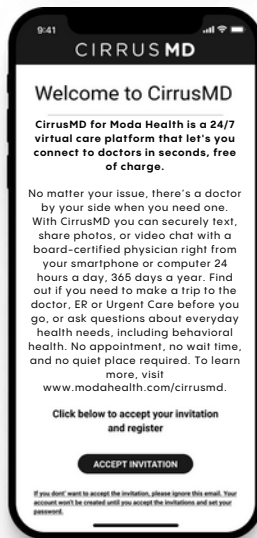 9:41
CIRRUSMD
Welcome to CirrusMD
CirrusMD for Moda Health is a 24/7
virtual care platform that let's you
connect to doctors in seconds, free
of charge.
No matter your issue, there's a doctor
by your side when you need one.
With CirrusMD you can securely text,
share photos, or video chat with a
board-certified physician right from
your smartphone or computer 24
hours a day, 365 days a year. Find
out if you need to make a trip to the
doctor, ER or Urgent Care before you
go, or ask questions about everyday
health needs, including behavioral
health. No appointment, no wait time,
and no quiet place required. To learn
more, visit
www.modahealth.com/cirrusmd.
Click below to accept your invitation
and register
ACCEPT INVITATION
If you dont' want to accept the invitation, please ignore this email. Your
account won't be created until you accept the invitations and set your
password.